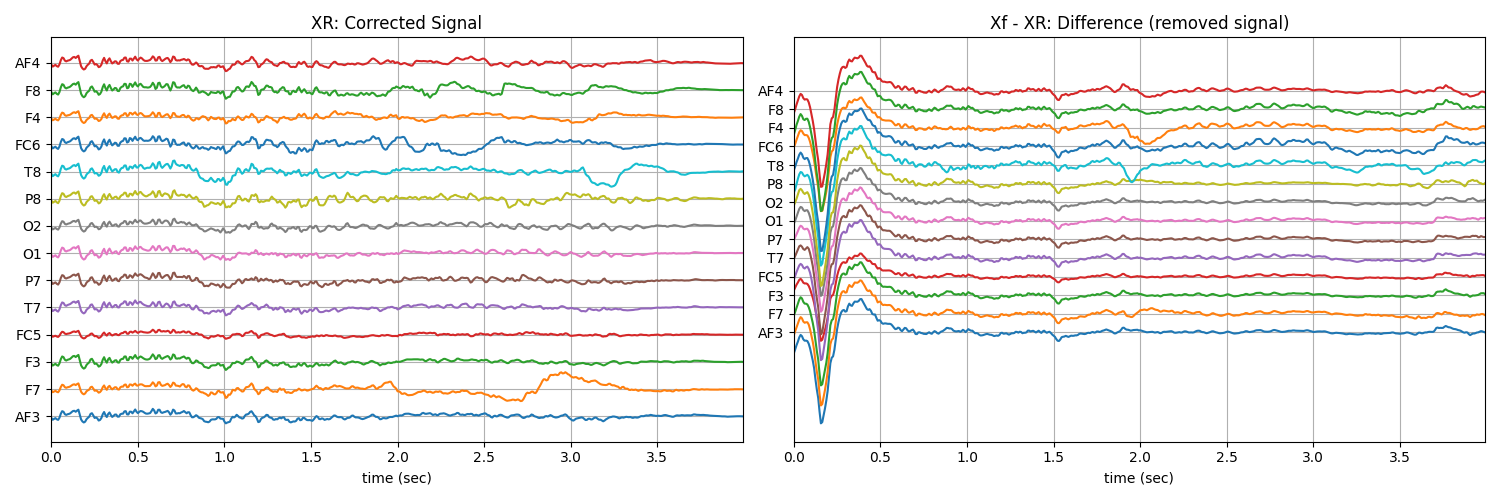 XR: Corrected Signal
AF4
F8
F4
FC6
T8
P8
O2
O1
P7
T7
FC5
F3
F7
AF3
0.0 0.5 1.0 1.5 2.0 2.5 3.0 3.5
time (sec)
Xf - XR: Difference (removed signal)
AF4
F8
F4
FC6
T8
P8
O2
O1
P7
T7
FC5
F3
F7
AF3
0.0 0.5 1.0 1.5 2.0 2.5 3.0 3.5
time (sec)